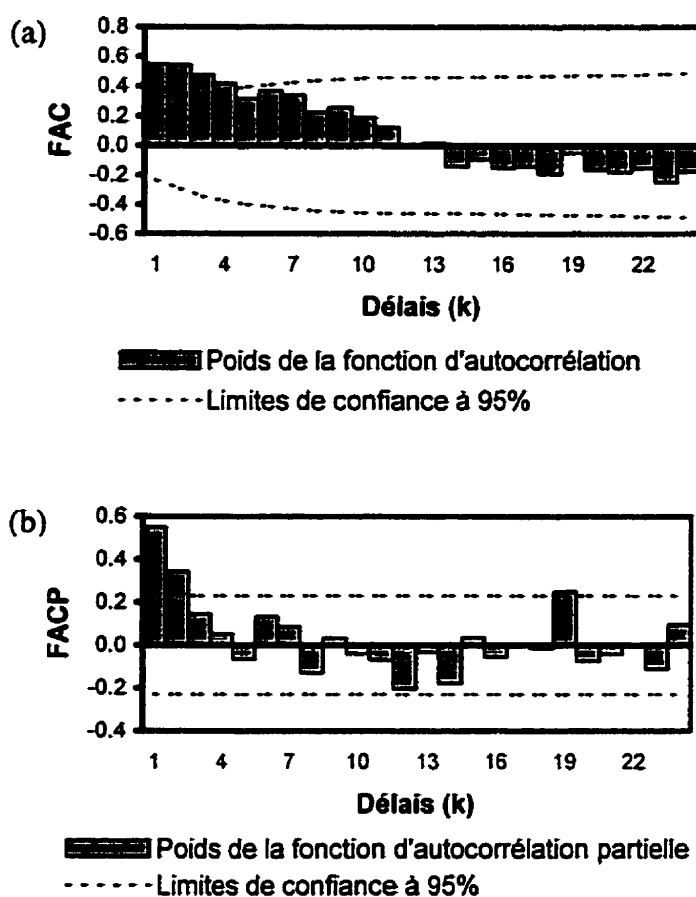 (a)
FAC
0.8
0.6
0.4
0.2
0.0
-0.2
-0.4
-0.6
1 4 7 10 13 16 19 22
Délais (k)
Poids de la fonction d'autocorrélation
Limites de confiance à 95%
(b)
FACP
0.6
0.4
0.2
0.0
-0.2
-0.4
1 4 7 10 13 16 19 22
Délais (k)
Poids de la fonction d'autocorrélation partielle
Limites de confiance à 95%